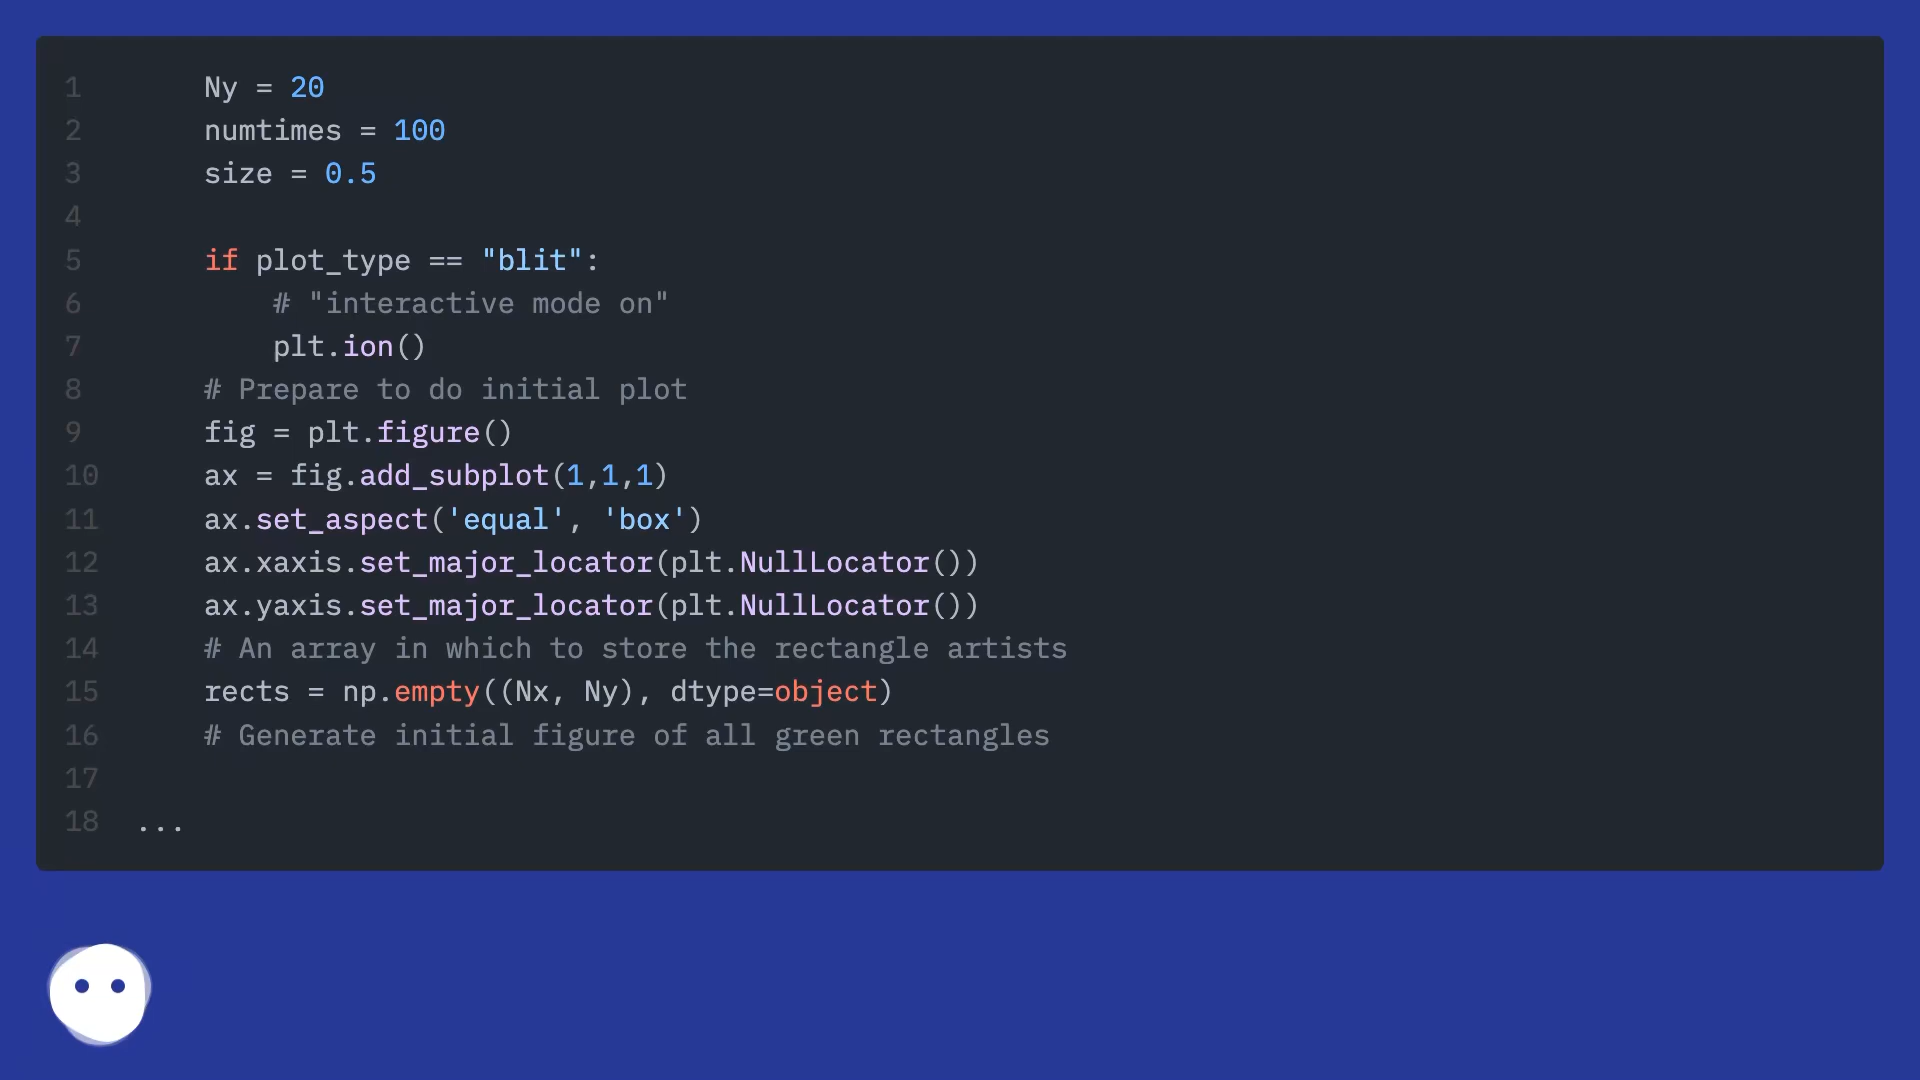 1 Ny = 20
2 numtimes = 100
3 size = 0.5
4
5 if plot_type == "blit":
6 # "interactive mode on"
7 plt.ion()
8 # Prepare to do initial plot
9 fig = plt.figure()
10 ax = fig.add_subplot(1,1,1)
11 ax.set_aspect('equal', 'box')
12 ax.xaxis.set_major_locator(plt.NullLocator())
13 ax.yaxis.set_major_locator(plt.NullLocator())
14 # An array in which to store the rectangle artists
15 rects = np.empty((Nx, Ny), dtype=object)
16 # Generate initial figure of all green rectangles
17
18 ...